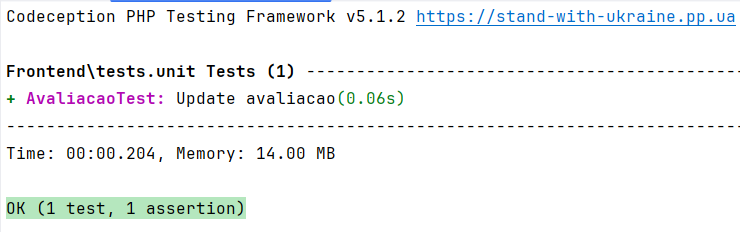 Codeception PHP Testing Framework v5.1.2 https://stand-with-ukraine.pp.ua
Frontend\tests.unit Tests (1) --------------------------------------------
+ AvaliacaoTest: Update avaliacao(0.06s)
--------------------------------------------------------------------------
Time: 00:00.204, Memory: 14.00 MB
OK (1 test, 1 assertion)